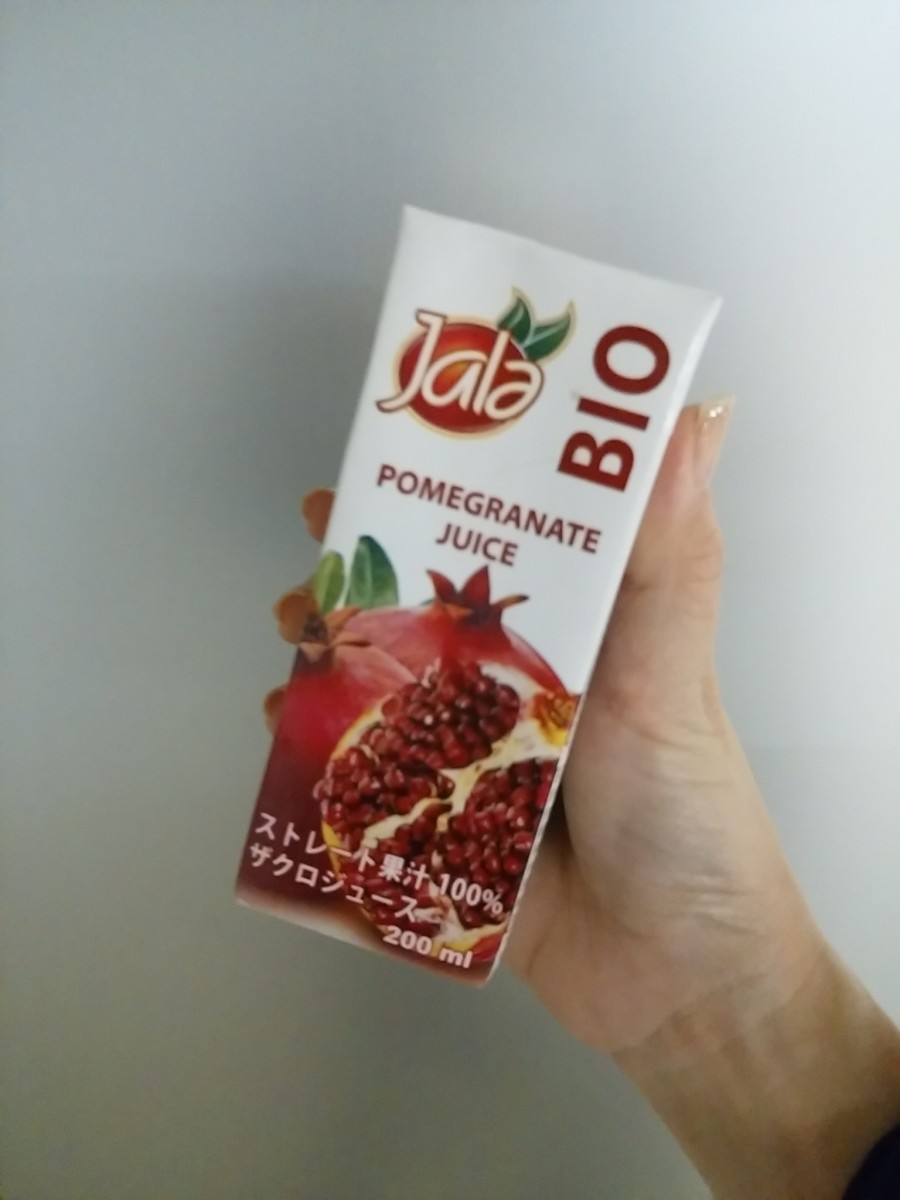 Jala
BIO
POMEGRANATE
JUICE
ストレート果汁100%
ザクロジュース
200 ml